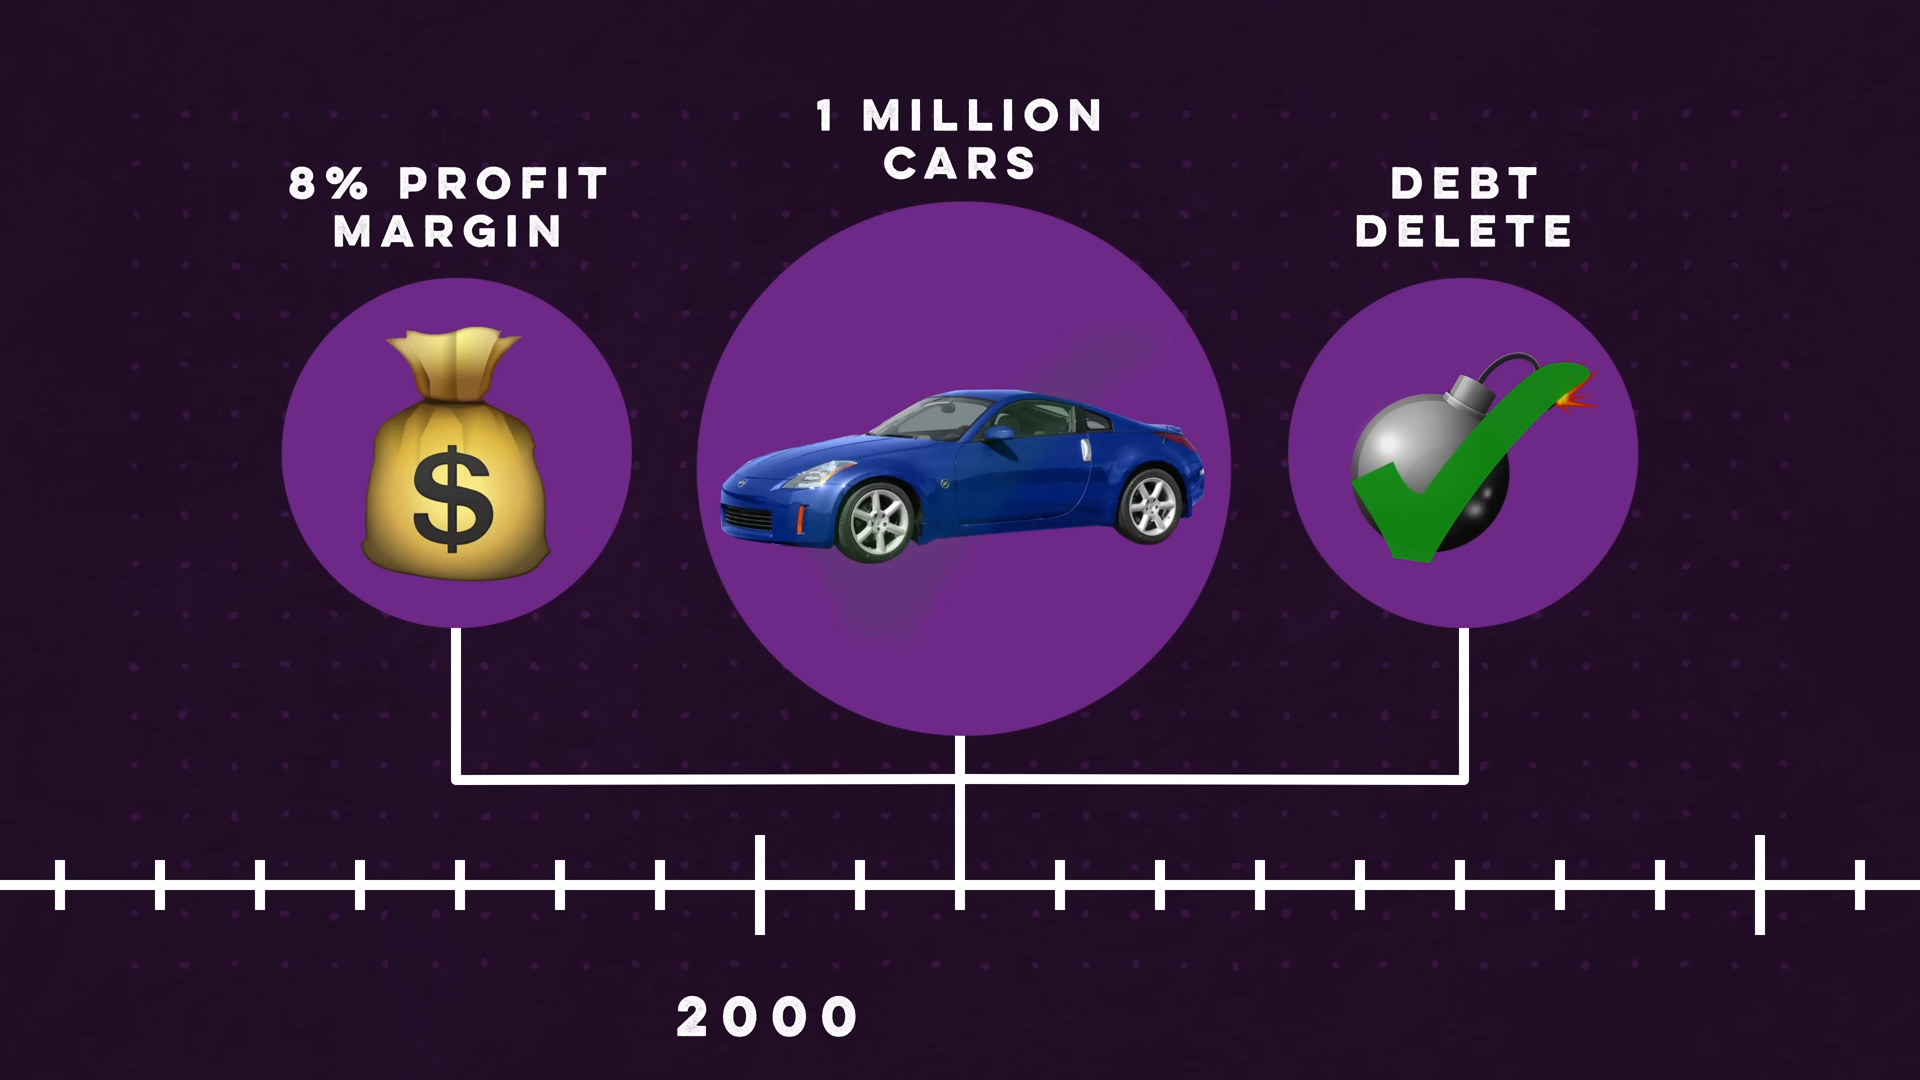 1 MILLION
CARS
8% PROFIT
MARGIN
$
DEBT
DELETE
2000